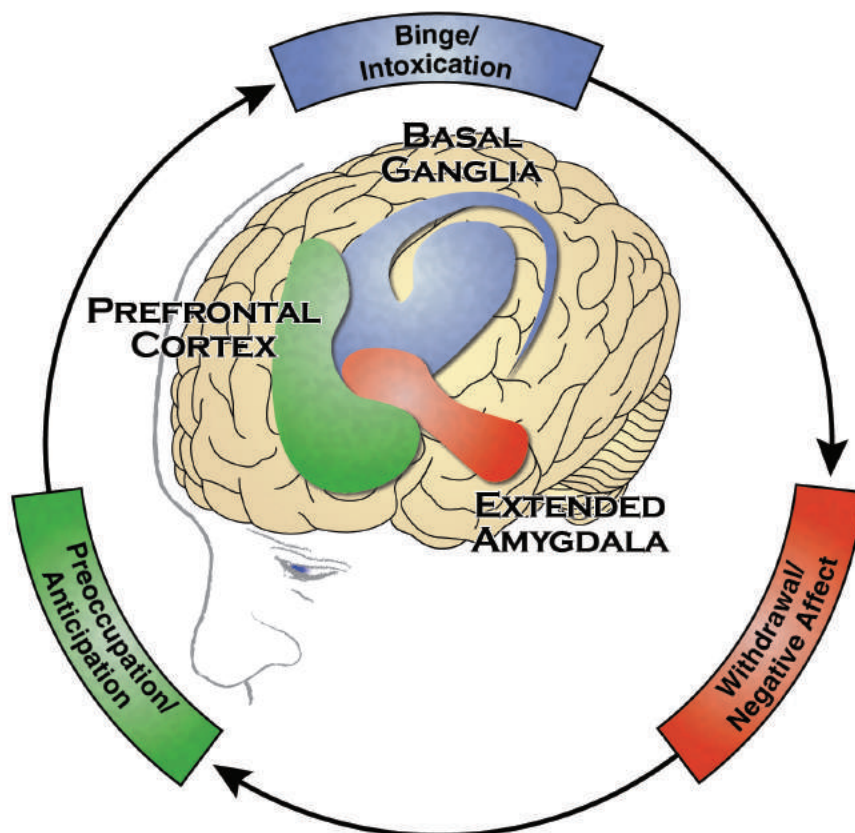 Binge/
Intoxication
BASAL
GANGLIA
PREFRONTAL
CORTEX
EXTENDED
AMYGDALA
Withdrawal/
Negative Affect
Preoccupation/
Anticipation